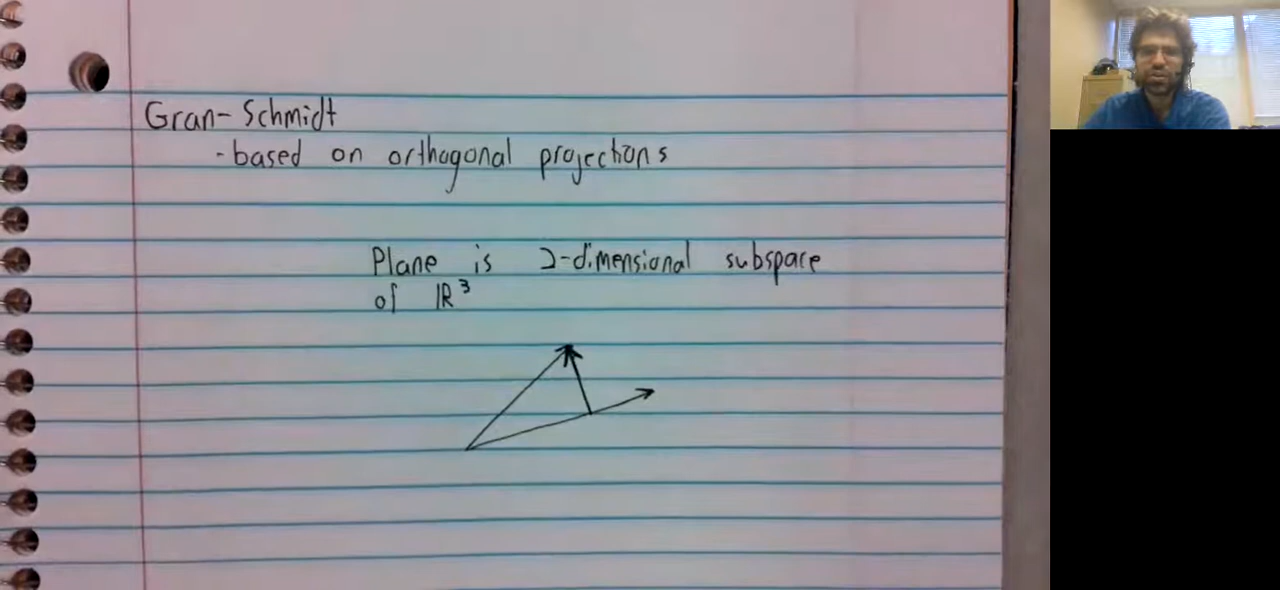 Gran-Schmidt
-based on orthogonal projections
Plane is 2-dimensional subspace
of ℝ³